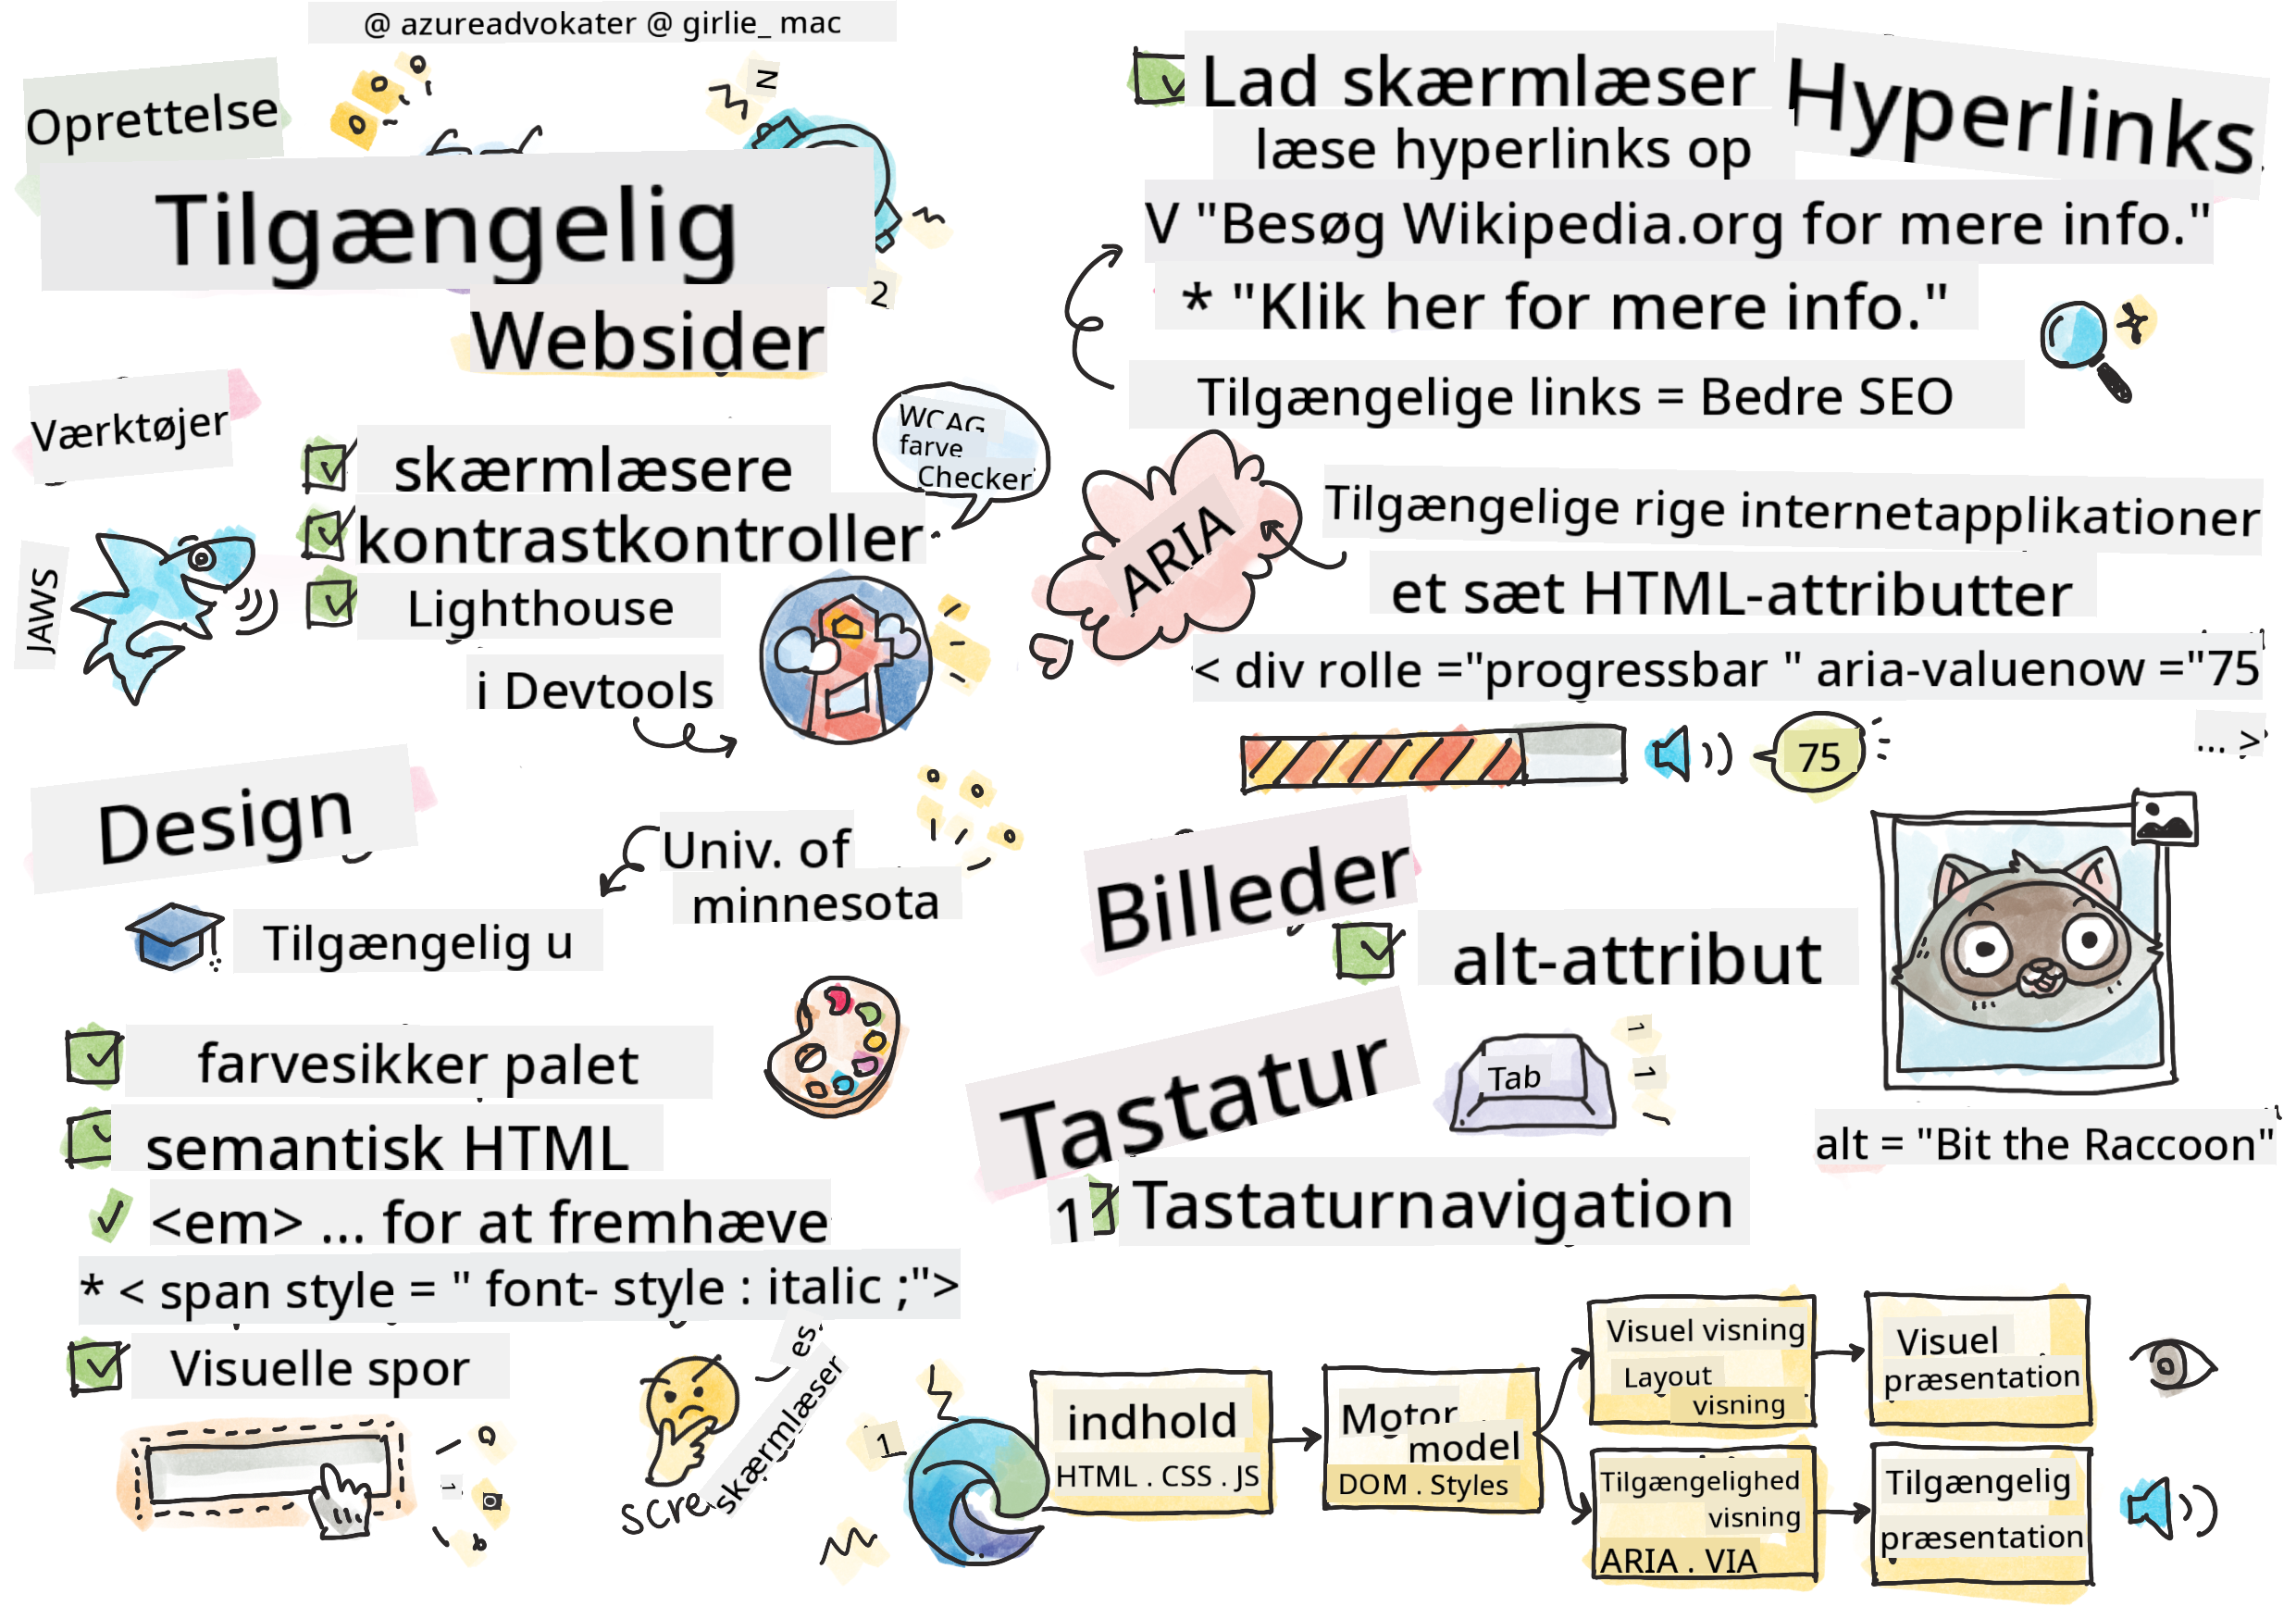 @ azureadvokater @ girlie_ mac
Oprettelse
Tilgængelig
Websider
N
2
Værktøjer
skærmlæsere
kontrastkontroller
Lighthouse
i Devtools
JAWS
WCAG
farve
Checker
Design
Univ. of
minnesota
Tilgængelig u
farvesikker palet
semantisk HTML
<em> ... for at fremhæve
* < span style = " font- style : italic ;">
Visuelle spor
es
skærmlæser
scre
Lad skærmlæser
læse hyperlinks op
Hyperlinks
V "Besøg Wikipedia.org for mere info."
* "Klik her for mere info."
Tilgængelige links = Bedre SEO
ARIA
Tilgængelige rige internetapplikationer
et sæt HTML-attributter
< div rolle ="progressbar " aria-valuenow ="75
... >
75
Billeder
alt-attribut
alt = "Bit the Raccoon"
Tastatur
Tab
1
1
1
Tastaturnavigation
1
indhold
HTML . CSS . JS
Motor
model
DOM . Styles
Visuel visning
Layout
visning
Visuel
præsentation
Tilgængelighed
visning
ARIA . VIA
Tilgængelig
præsentation